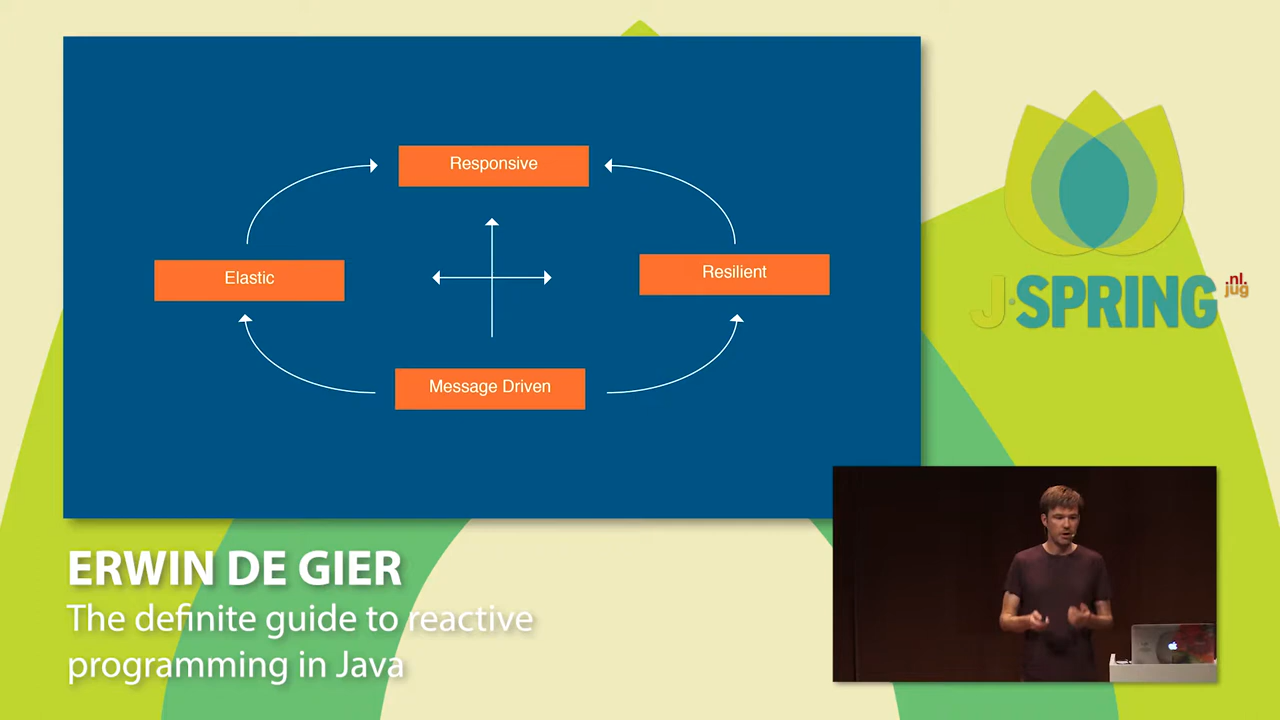 Responsive
Elastic
Resilient
Message Driven
J·SPRING
.nl.
jug
ERWIN DE GIER
The definite guide to reactive
programming in Java